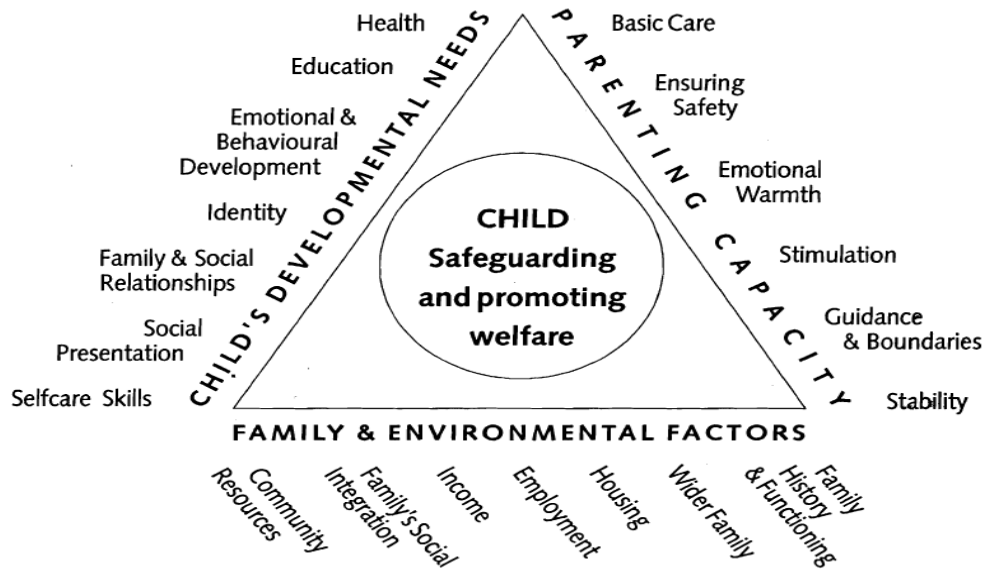 Health
Education
Emotional &
Behavioural
Development
Identity
Family & Social
Relationships
Social
Presentation
Selfcare Skills
CHILD'S DEVELOPMENTAL NEEDS
PARENTING CAPACITY
Basic Care
Ensuring
Safety
Emotional
Warmth
Stimulation
Guidance
& Boundaries
Stability
CHILD
Safeguarding
and promoting
welfare
FAMILY & ENVIRONMENTAL FACTORS
Community
Resources
Family's Social
Integration
Income
Employment
Housing
Wider Family
Family
History
& Functioning